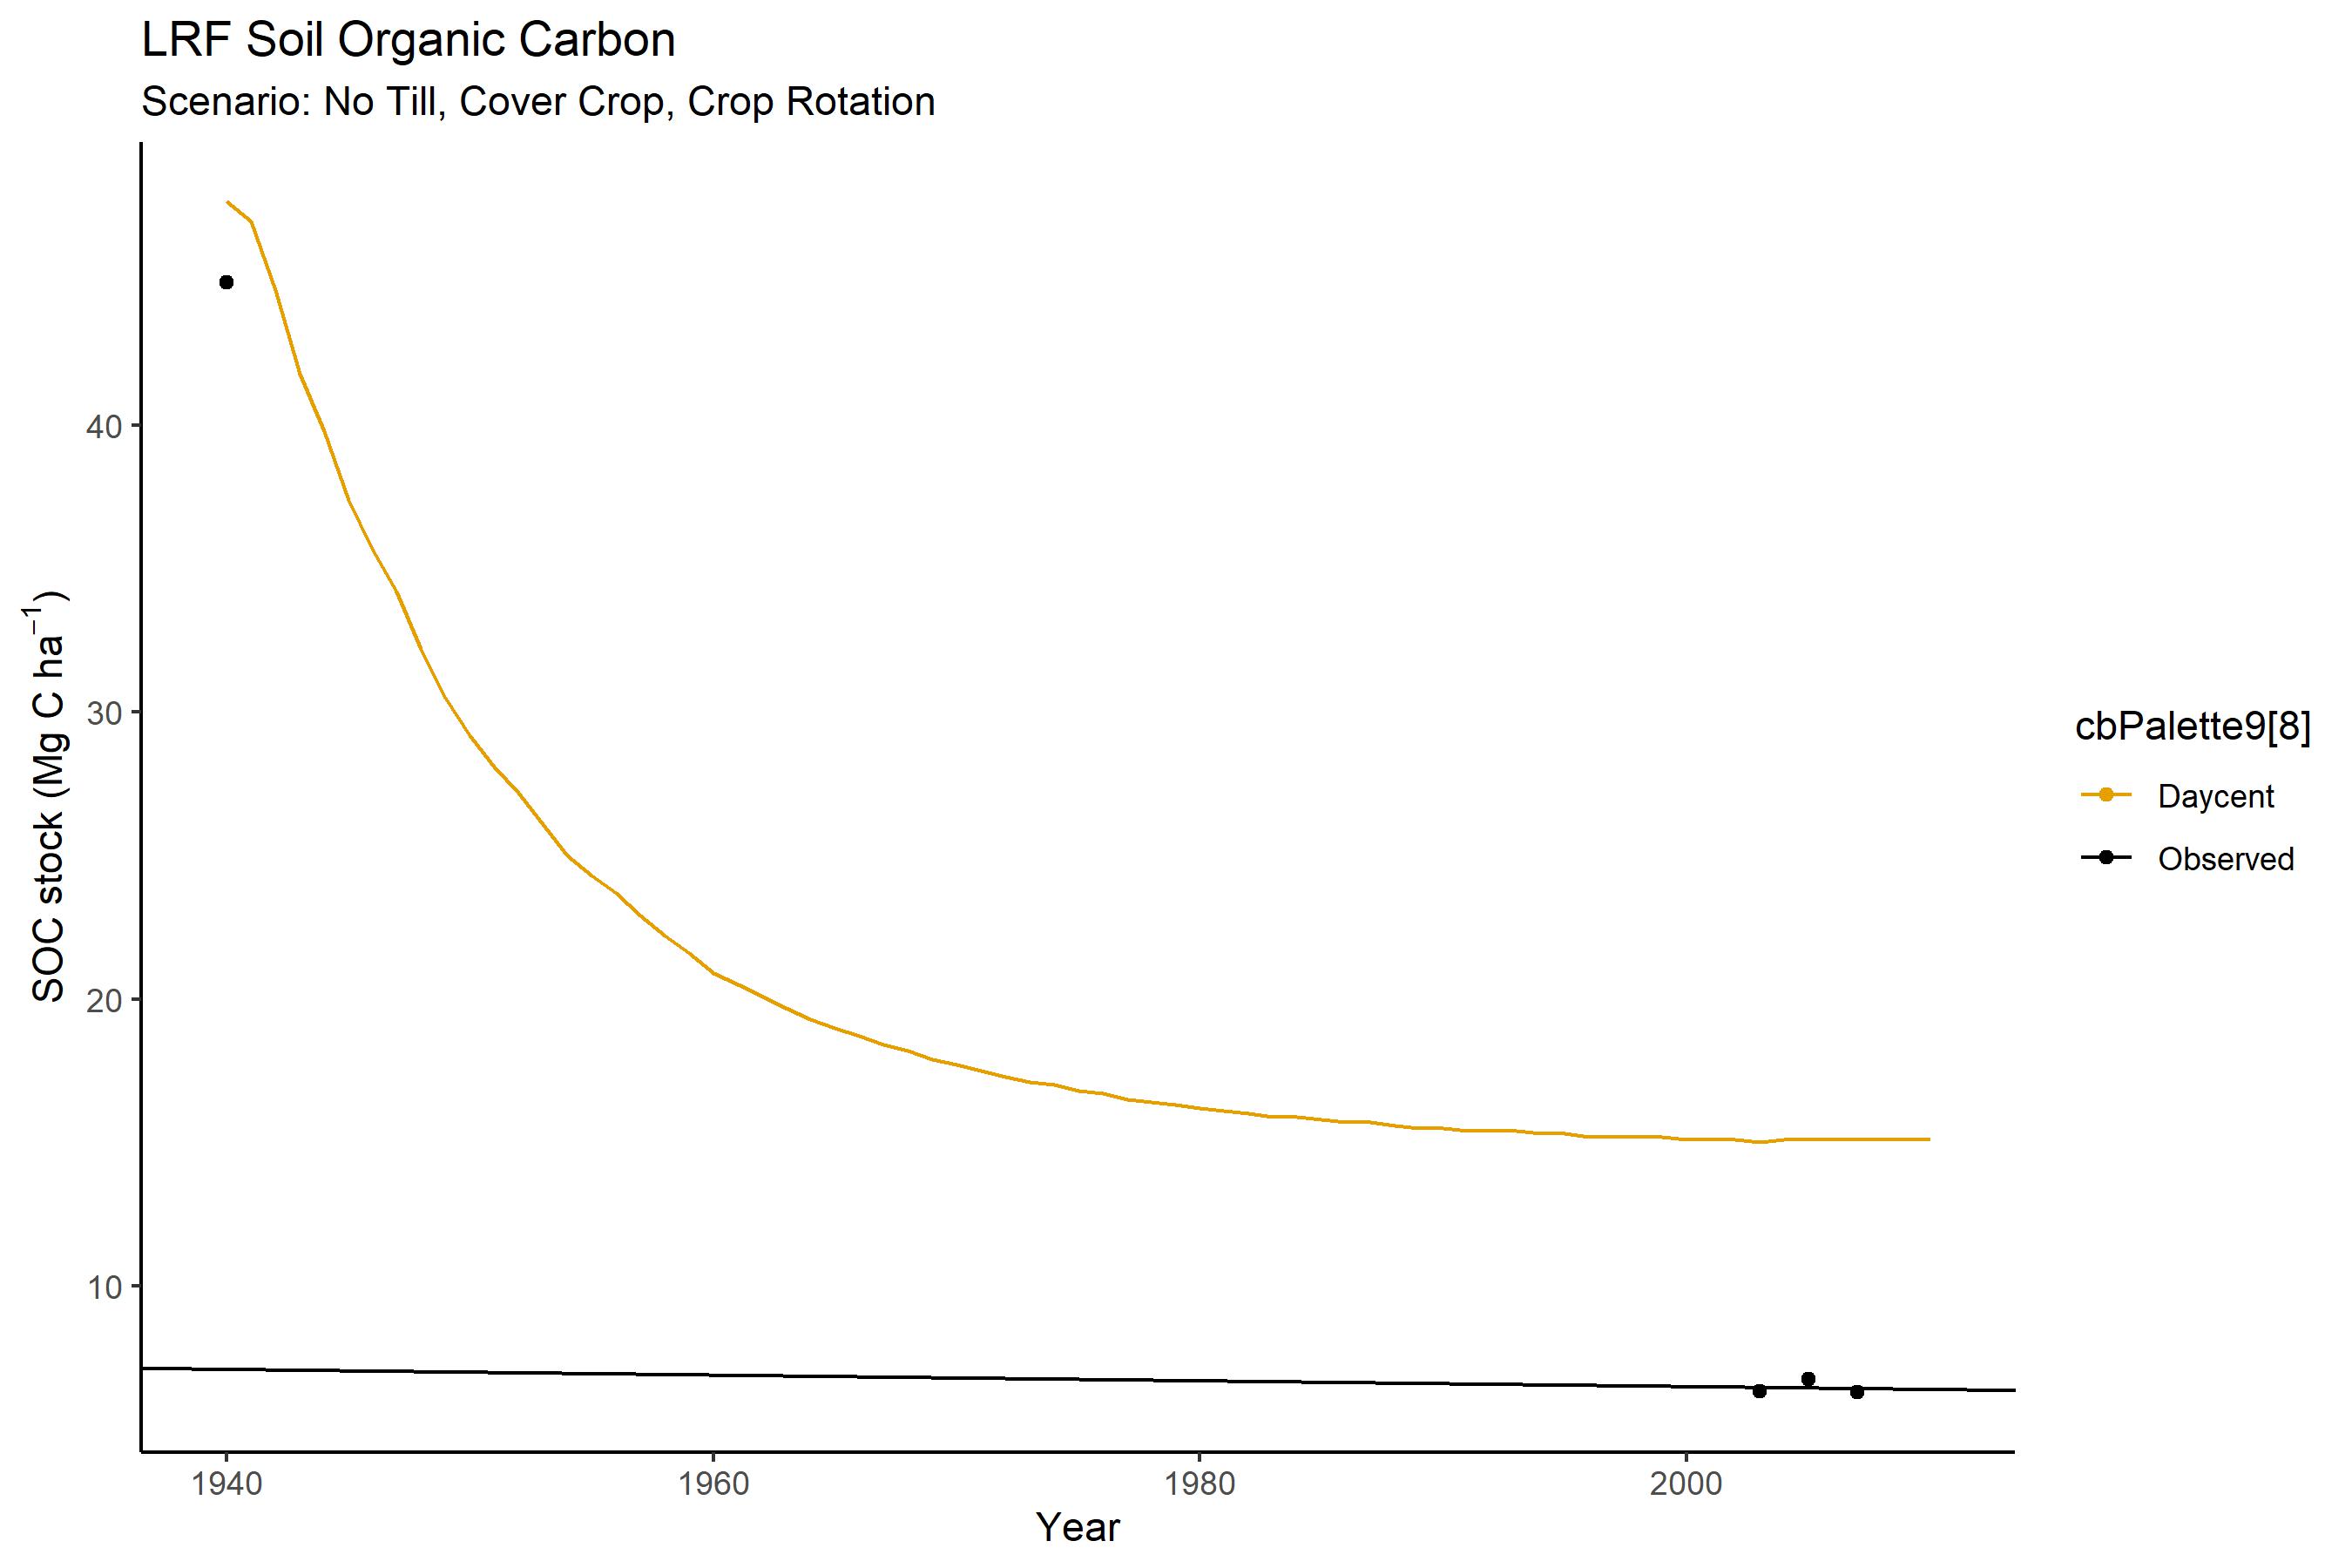 LRF Soil Organic Carbon
Scenario: No Till, Cover Crop, Crop Rotation
SOC stock (Mg C ha⁻¹)
40
30
20
10
1940
1960
1980
2000
Year
cbPalette9[8]
Daycent
Observed